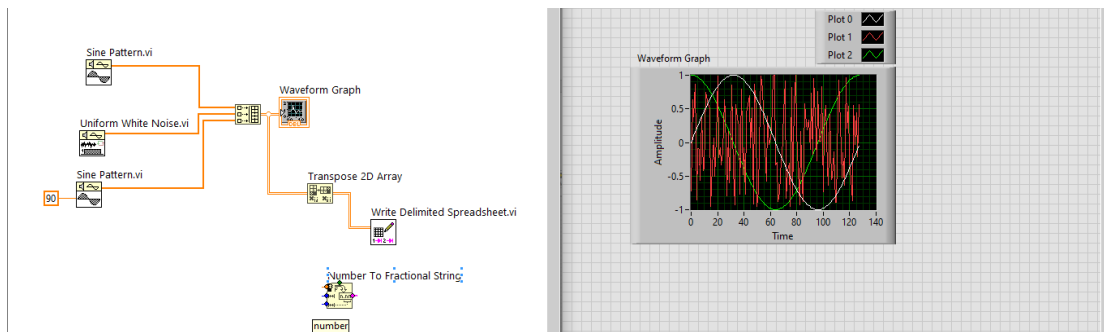 Sine Pattern.vi
Waveform Graph
Uniform White Noise.vi
Sine Pattern.vi
90
Transpose 2D Array
Write Delimited Spreadsheet.vi
Number To Fractional String
number
Plot 0
Plot 1
Plot 2
Waveform Graph
Amplitude
1
0.5
0
-0.5
-1
0 20 40 60 80 100 120 140
Time